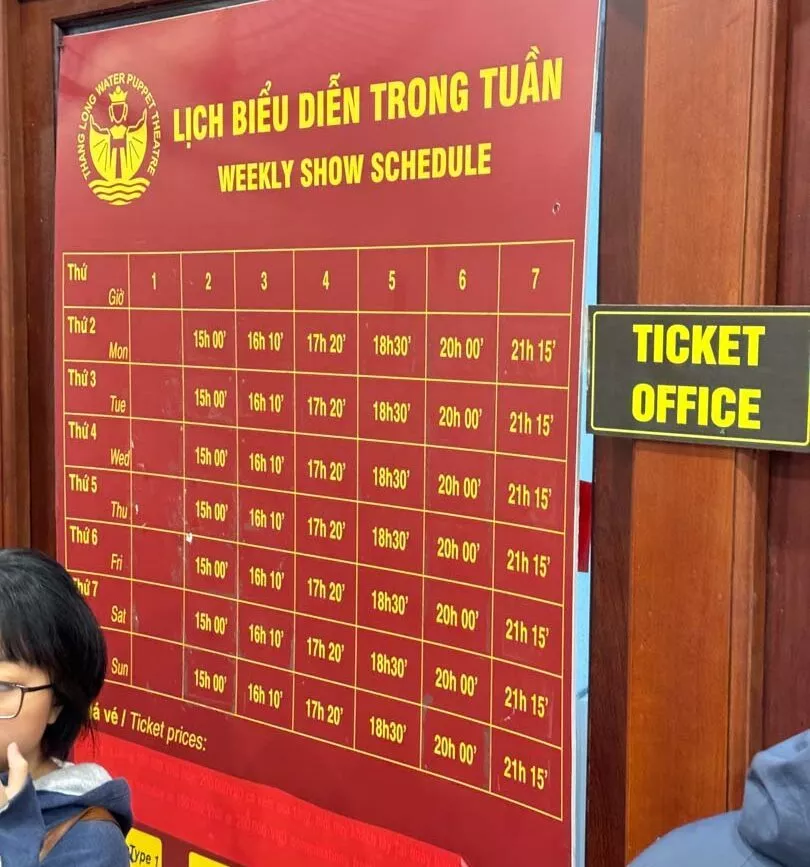 THANG LONG WATER PUPPET THEATRE
LỊCH BIỂU DIỄN TRONG TUẦN
WEEKLY SHOW SCHEDULE
Thứ Giờ 1 2 3 4 5 6 7
Thứ 2 Mon 15h 00' 16h 10' 17h 20' 18h30' 20h 00' 21h 15'
Thứ 3 Tue 15h 00' 16h 10' 17h 20' 18h30' 20h 00' 21h 15'
Thứ 4 Wed 15h 00' 16h 10' 17h 20' 18h30' 20h 00' 21h 15'
Thứ 5 Thu 15h 00' 16h 10' 17h 20' 18h30' 20h 00' 21h 15'
Thứ 6 Fri 15h 00' 16h 10' 17h 20' 18h30' 20h 00' 21h 15'
Thứ 7 Sat 15h 00' 16h 10' 17h 20' 18h30' 20h 00' 21h 15'
Sun 15h 00' 16h 10' 17h 20' 18h30' 20h 00' 21h 15'
vé / Ticket prices:
Type 1
TICKET
OFFICE